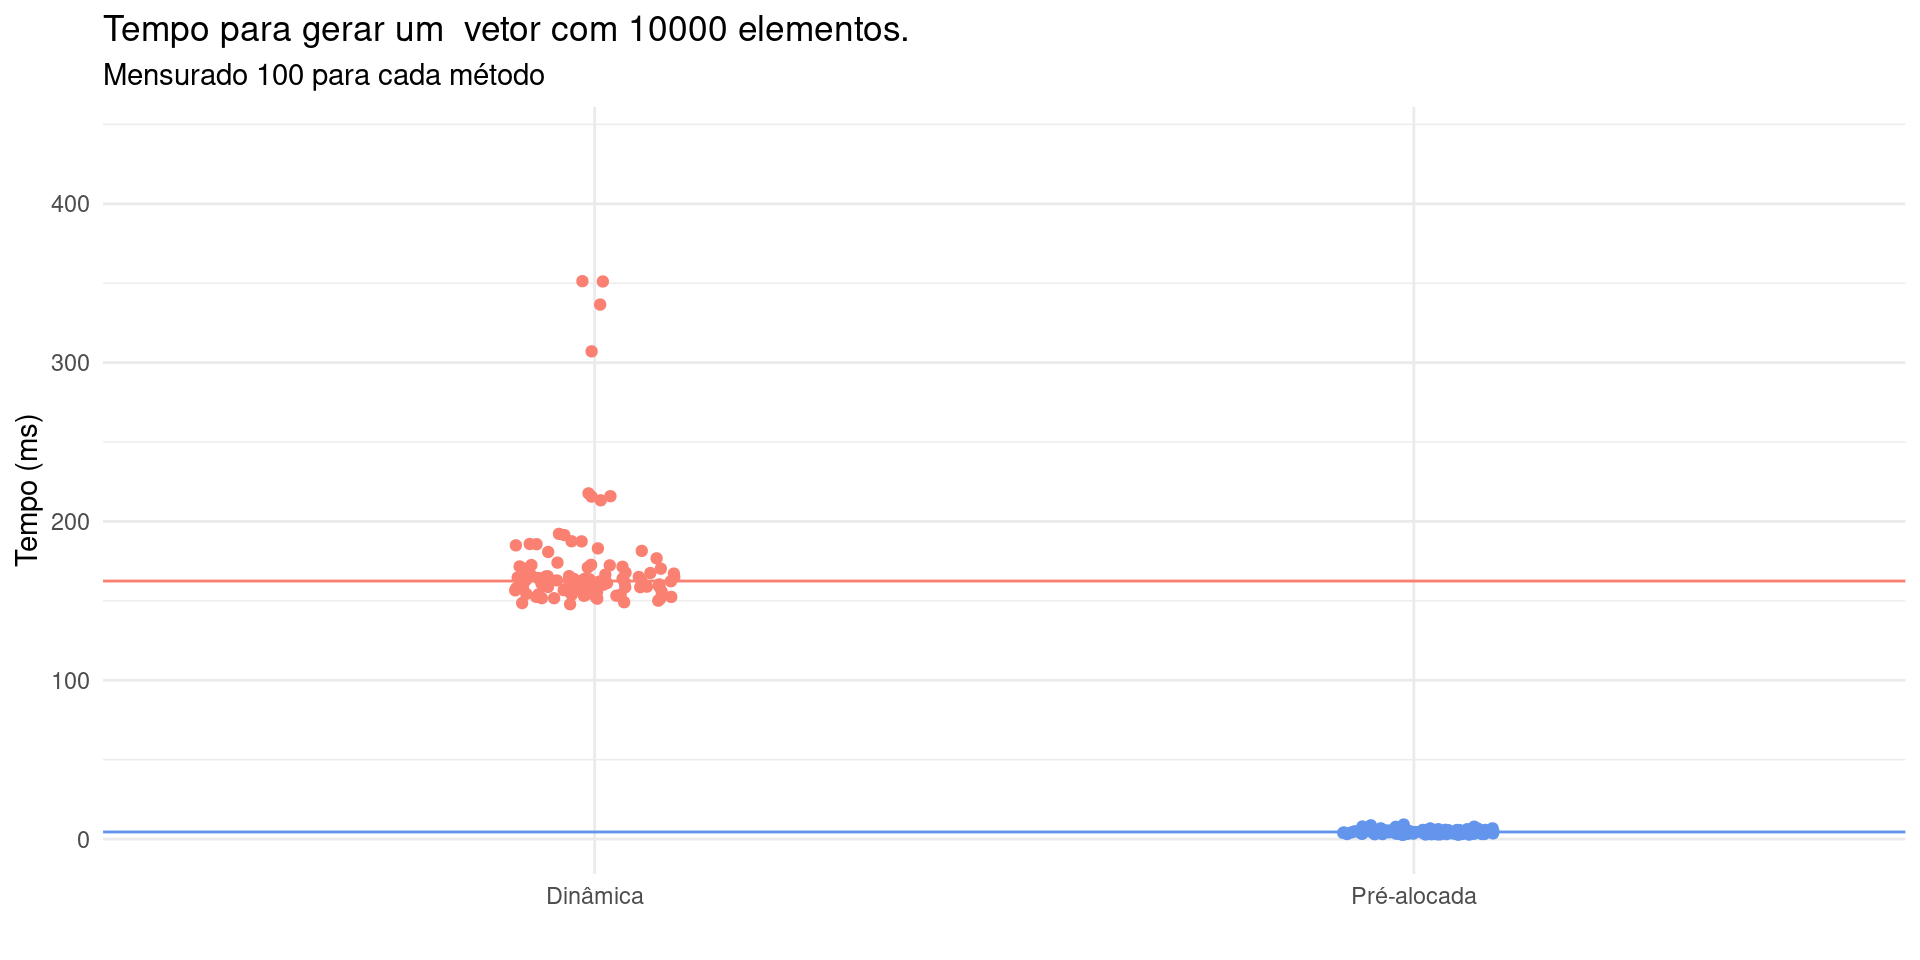 Tempo para gerar um  vetor com 10000 elementos.
Mensurado 100 para cada método
Tempo (ms)
400
300
200
100
0
Dinâmica
Pré-alocada